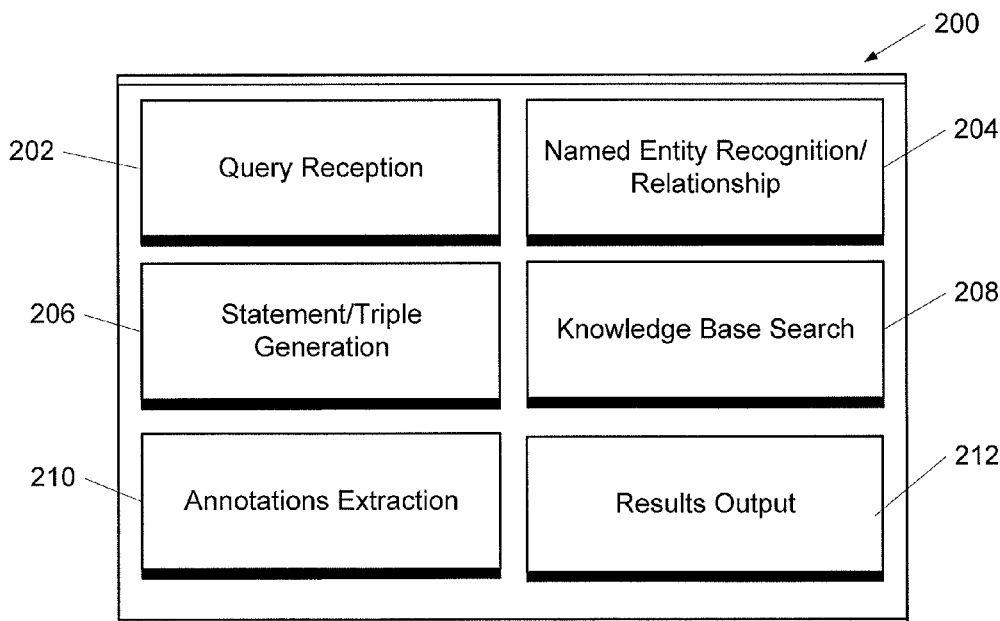 200
202
Query Reception
Named Entity Recognition/
Relationship
204
206
Statement/Triple
Generation
Knowledge Base Search
208
210
Annotations Extraction
Results Output
212